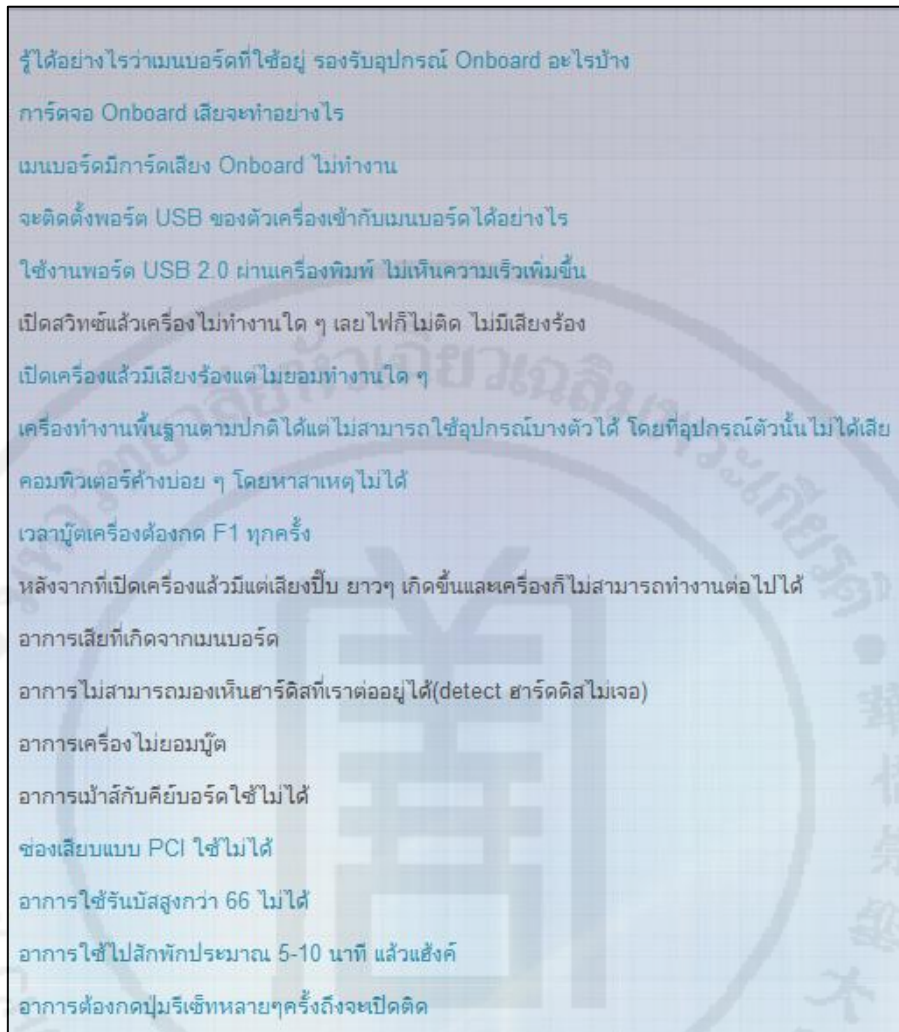 รู้ได้อย่างไรว่าเมนบอร์ดที่ใช้อยู่ รองรับอุปกรณ์ Onboard อะไรบ้าง
การ์ดจอ Onboard เสียจะทำอย่างไร
เมนบอร์ดมีการ์ดเสียง Onboard ไม่ทำงาน
จะติดตั้งพอร์ต USB ของตัวเครื่องเข้ากับเมนบอร์ดได้อย่างไร
ใช้งานพอร์ต USB 2.0 ผ่านเครื่องพิมพ์ ไม่เห็นความเร็วเพิ่มขึ้น
เปิดสวิทซ์แล้วเครื่องไม่ทำงานใด ๆ เลยไฟก็ไม่ติด ไม่มีเสียงร้อง
เปิดเครื่องแล้วมีเสียงร้องแต่ไม่ยอมทำงานใด ๆ
เครื่องทำงานพื้นฐานตามปกติได้แต่ไม่สามารถใช้อุปกรณ์บางตัวได้ โดยที่อุปกรณ์ตัวนั้นไม่ได้เสีย
คอมพิวเตอร์ค้างบ่อย ๆ โดยหาสาเหตุไม่ได้
เวลาบู๊ตเครื่องต้องกด F1 ทุกครั้ง
หลังจากที่เปิดเครื่องแล้วมีแต่เสียงปี๊บ ยาวๆ เกิดขึ้นและเครื่องก็ไม่สามารถทำงานต่อไปได้
อาการเสียที่เกิดจากเมนบอร์ด
อาการไม่สามารถมองเห็นฮาร์ดิสที่เราต่ออยู่ได้(detect ฮาร์ดดิสไม่เจอ)
อาการเครื่องไม่ยอมบู๊ต
อาการเม้าส์กับคีย์บอร์ดใช้ไม่ได้
ช่องเสียบแบบ PCI ใช้ไม่ได้
อาการใช้รันบัสสูงกว่า 66 ไม่ได้
อาการใช้ไปสักพักประมาณ 5-10 นาที แล้วแฮ้งค์
อาการต้องกดปุ่มรีเซ็ทหลายๆครั้งถึงจะเปิดติด